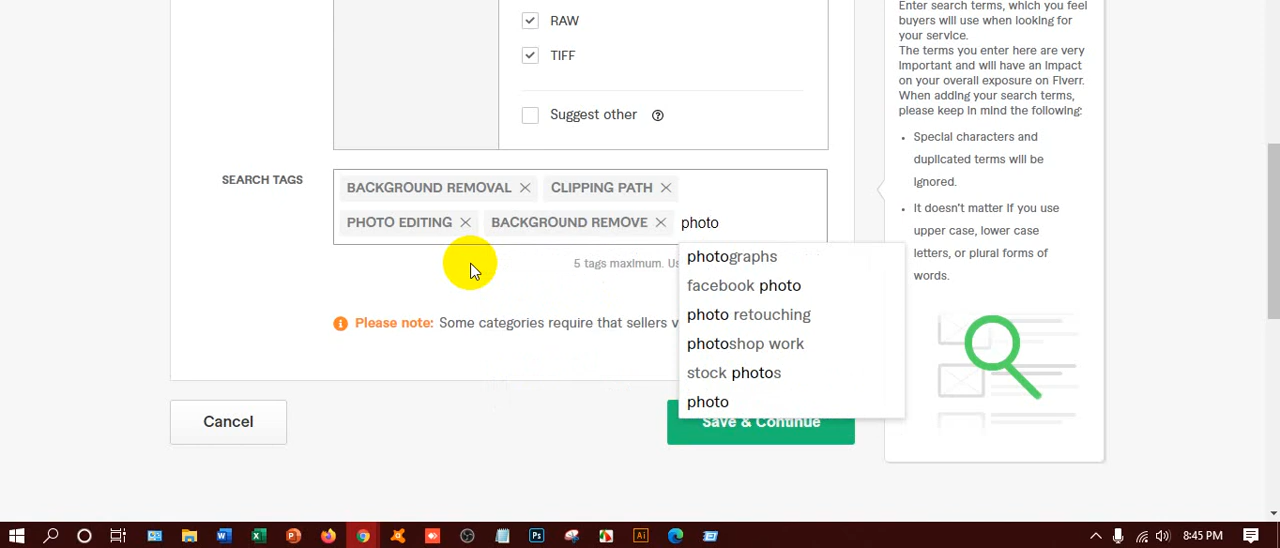 RAW
TIFF
Suggest other
SEARCH TAGS
BACKGROUND REMOVAL
CLIPPING PATH
PHOTO EDITING
BACKGROUND REMOVE
photo
5 tags maximum. Us
photographs
facebook photo
photo retouching
photoshop work
stock photos
photo
Please note: Some categories require that sellers v
Cancel
Save & Continue
Enter search terms, which you feel
buyers will use when looking for
your service.
The terms you enter here are very
important and will have an impact
on your overall exposure on Fiverr.
When adding your search terms,
please keep in mind the following:
• Special characters and
duplicated terms will be
ignored.
• It doesn't matter if you use
upper case, lower case
letters, or plural forms of
words.
8:45 PM